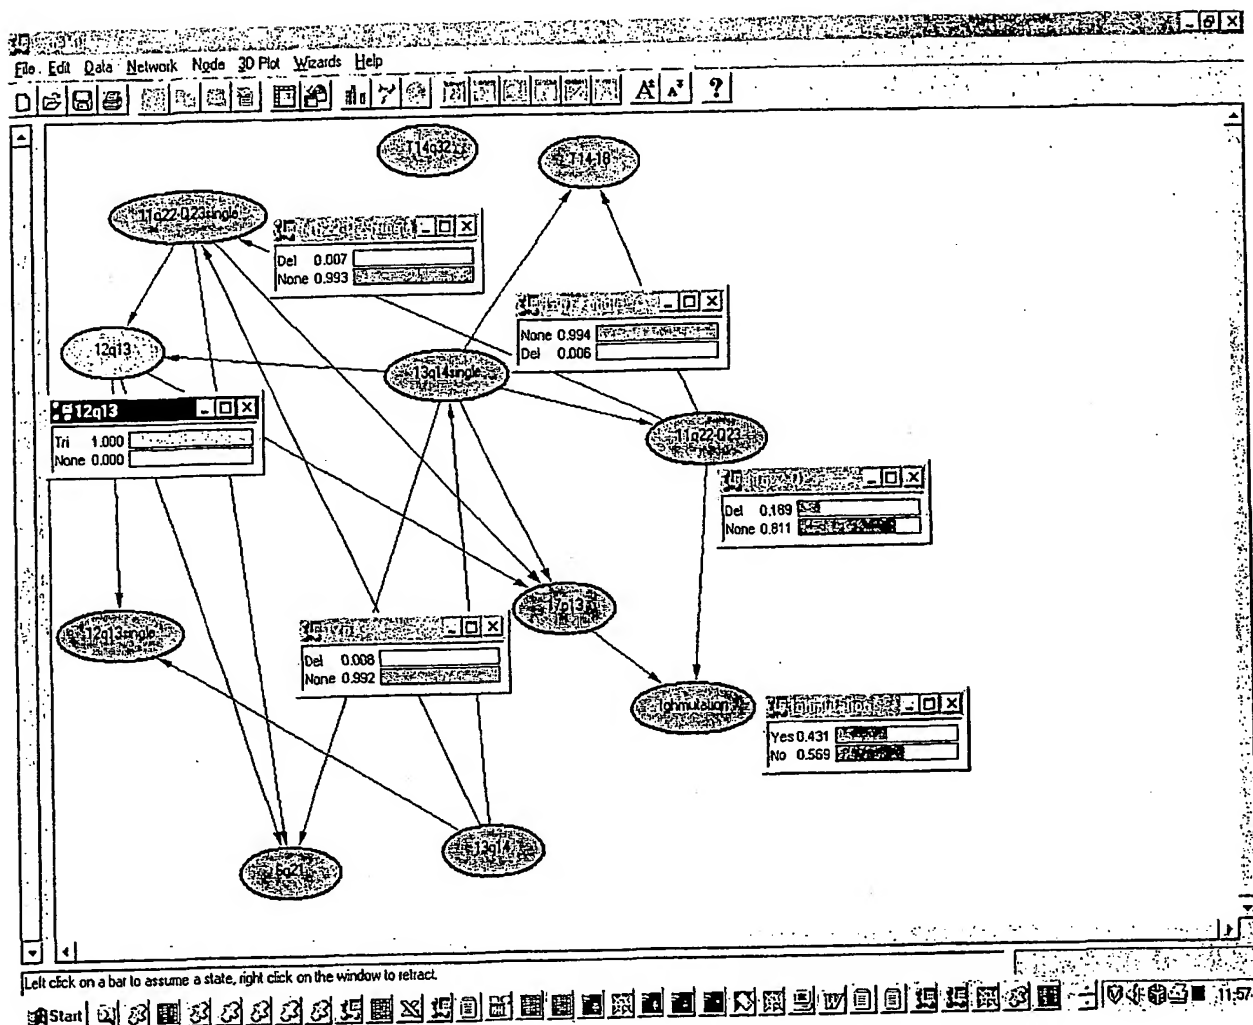 File Edit Data Network Node 3D Plot Wizards Help
T14q32
T14-18
11q22-Q23single
Del 0.007
None 0.993
None 0.994
Del 0.006
12q13
13q14single
12q13
Tri 1.000
None 0.000
11q22-Q23
Del 0.189
None 0.811
17p13
12q13single
Del 0.008
None 0.992
Ighmutation
Yes 0.431
No 0.569
6q21
13q14
Left click on a bar to assume a state, right click on the window to retract.
Start
11:57